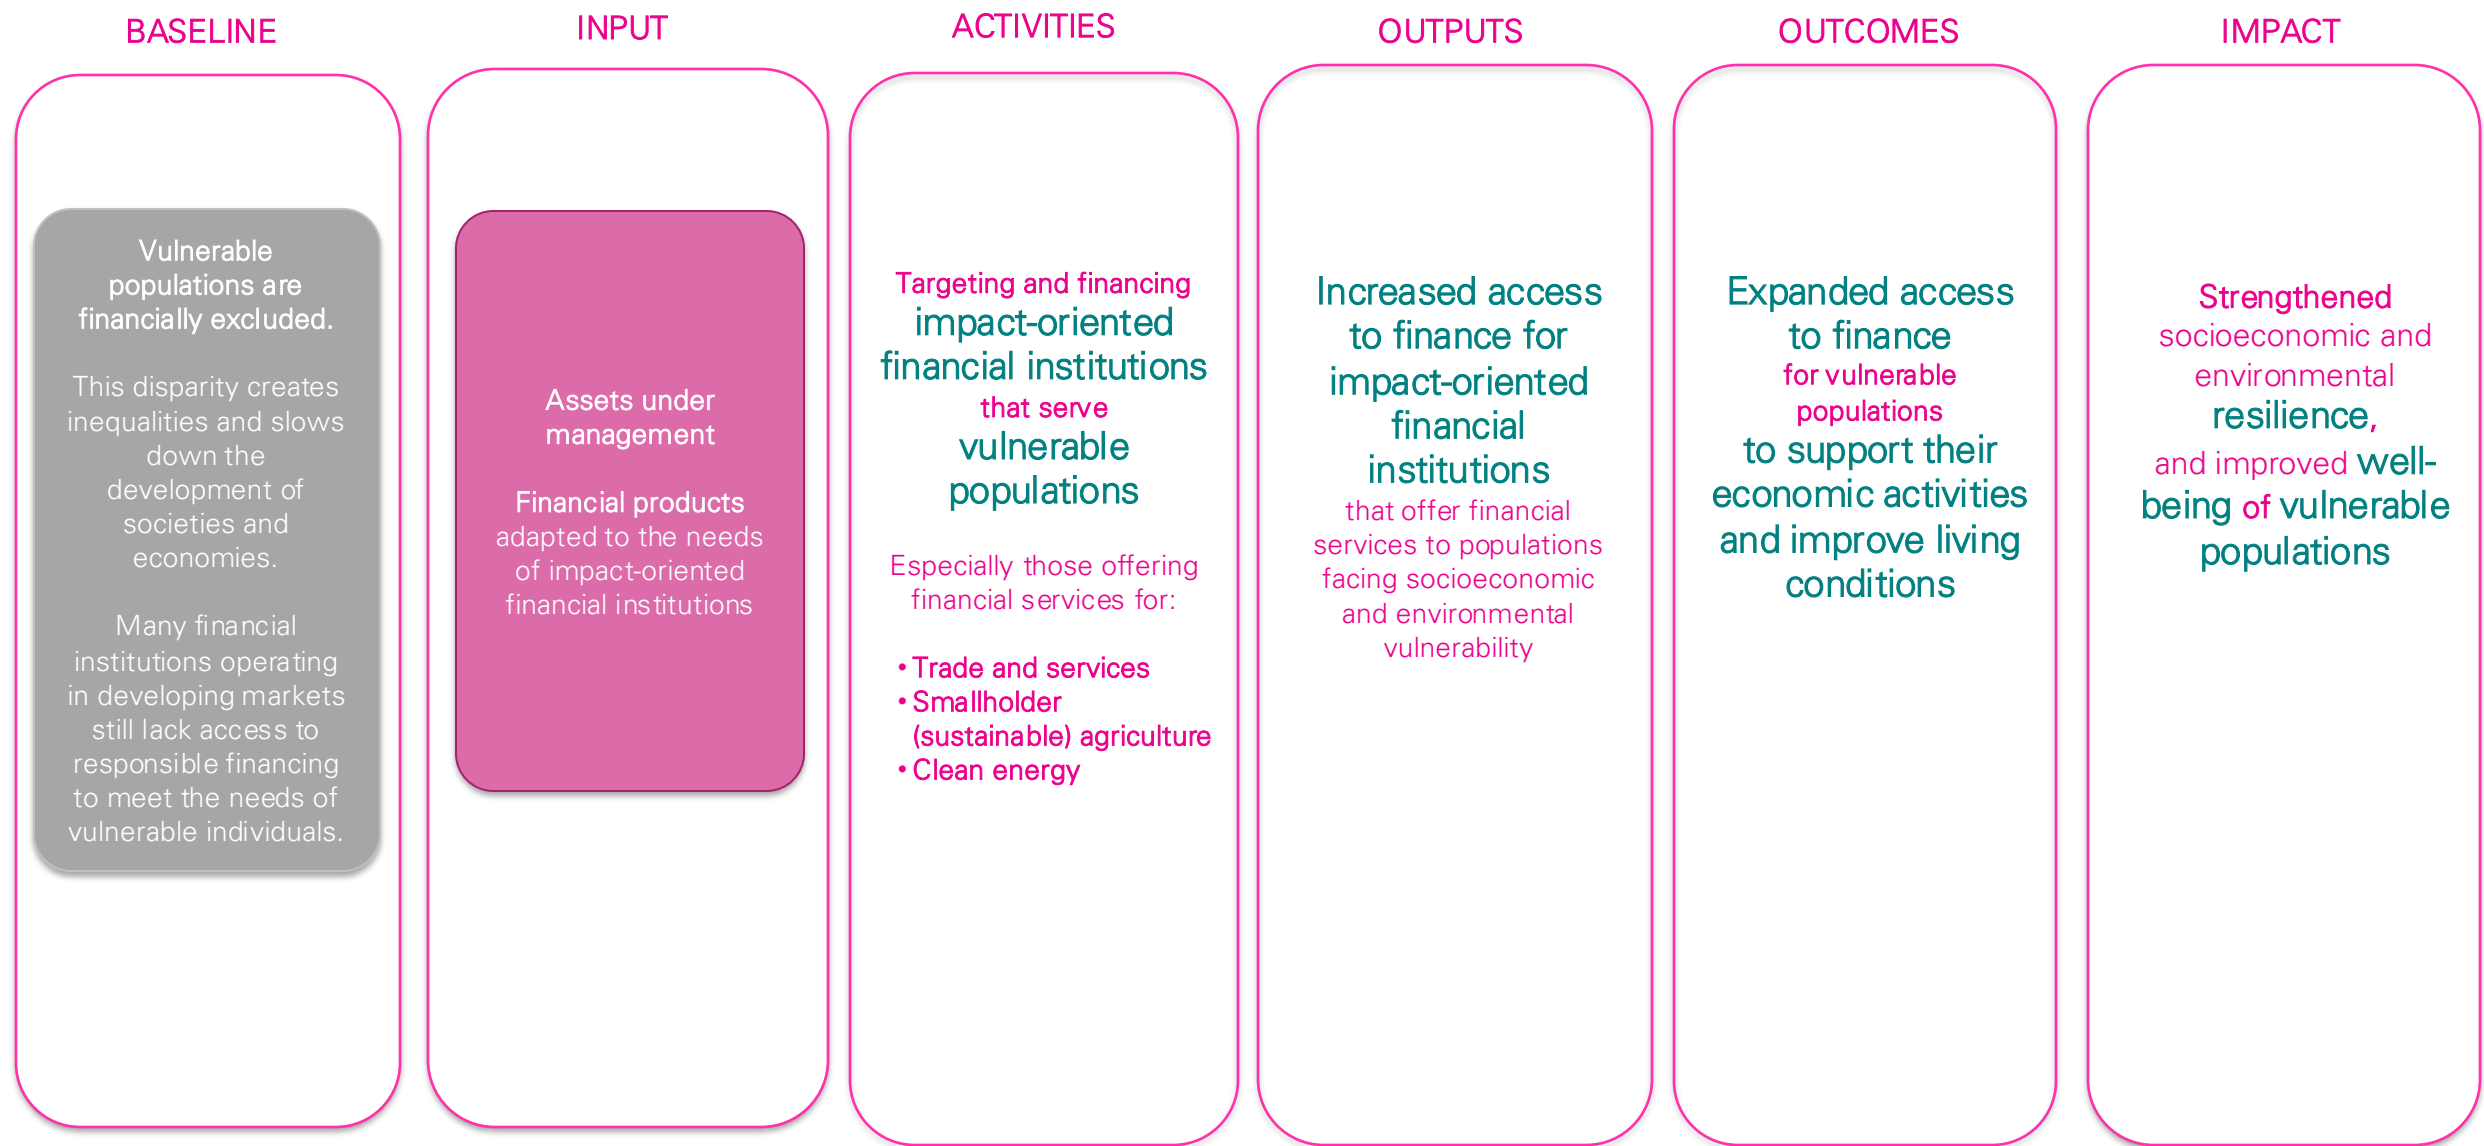 BASELINE
Vulnerable
populations are
financially excluded.
This disparity creates
inequalities and slows
down the
development of
societies and
economies.
Many financial
institutions operating
in developing markets
still lack access to
responsible financing
to meet the needs of
vulnerable individuals.
INPUT
Assets under
management
Financial products
adapted to the needs
of impact-oriented
financial institutions
ACTIVITIES
Targeting and financing
impact-oriented
financial institutions
that serve
vulnerable
populations
Especially those offering
financial services for:
• Trade and services
• Smallholder
(sustainable) agriculture
• Clean energy
OUTPUTS
Increased access
to finance for
impact-oriented
financial
institutions
that offer financial
services to populations
facing socioeconomic
and environmental
vulnerability
OUTCOMES
Expanded access
to finance
for vulnerable
populations
to support their
economic activities
and improve living
conditions
IMPACT
Strengthened
socioeconomic and
environmental
resilience,
and improved well-
being of vulnerable
populations